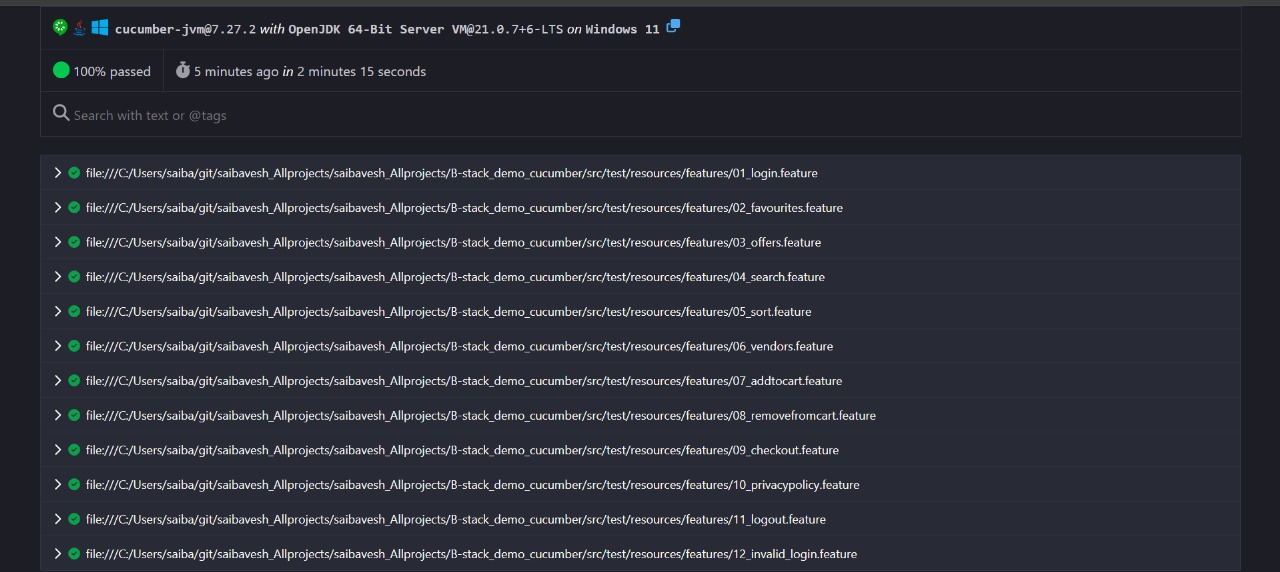 cucumber-jvm@7.27.2 with OpenJDK 64-Bit Server VM@21.0.7+6-LTS on Windows 11
100% passed 5 minutes ago in 2 minutes 15 seconds
Search with text or @tags
file:///C:/Users/saiba/git/saibavesh_Allprojects/saibavesh_Allprojects/B-stack_demo_cucumber/src/test/resources/features/01_login.feature
file:///C:/Users/saiba/git/saibavesh_Allprojects/saibavesh_Allprojects/B-stack_demo_cucumber/src/test/resources/features/02_favourites.feature
file:///C:/Users/saiba/git/saibavesh_Allprojects/saibavesh_Allprojects/B-stack_demo_cucumber/src/test/resources/features/03_offers.feature
file:///C:/Users/saiba/git/saibavesh_Allprojects/saibavesh_Allprojects/B-stack_demo_cucumber/src/test/resources/features/04_search.feature
file:///C:/Users/saiba/git/saibavesh_Allprojects/saibavesh_Allprojects/B-stack_demo_cucumber/src/test/resources/features/05_sort.feature
file:///C:/Users/saiba/git/saibavesh_Allprojects/saibavesh_Allprojects/B-stack_demo_cucumber/src/test/resources/features/06_vendors.feature
file:///C:/Users/saiba/git/saibavesh_Allprojects/saibavesh_Allprojects/B-stack_demo_cucumber/src/test/resources/features/07_addtocart.feature
file:///C:/Users/saiba/git/saibavesh_Allprojects/saibavesh_Allprojects/B-stack_demo_cucumber/src/test/resources/features/08_removefromcart.feature
file:///C:/Users/saiba/git/saibavesh_Allprojects/saibavesh_Allprojects/B-stack_demo_cucumber/src/test/resources/features/09_checkout.feature
file:///C:/Users/saiba/git/saibavesh_Allprojects/saibavesh_Allprojects/B-stack_demo_cucumber/src/test/resources/features/10_privacypolicy.feature
file:///C:/Users/saiba/git/saibavesh_Allprojects/saibavesh_Allprojects/B-stack_demo_cucumber/src/test/resources/features/11_logout.feature
file:///C:/Users/saiba/git/saibavesh_Allprojects/saibavesh_Allprojects/B-stack_demo_cucumber/src/test/resources/features/12_invalid_login.feature